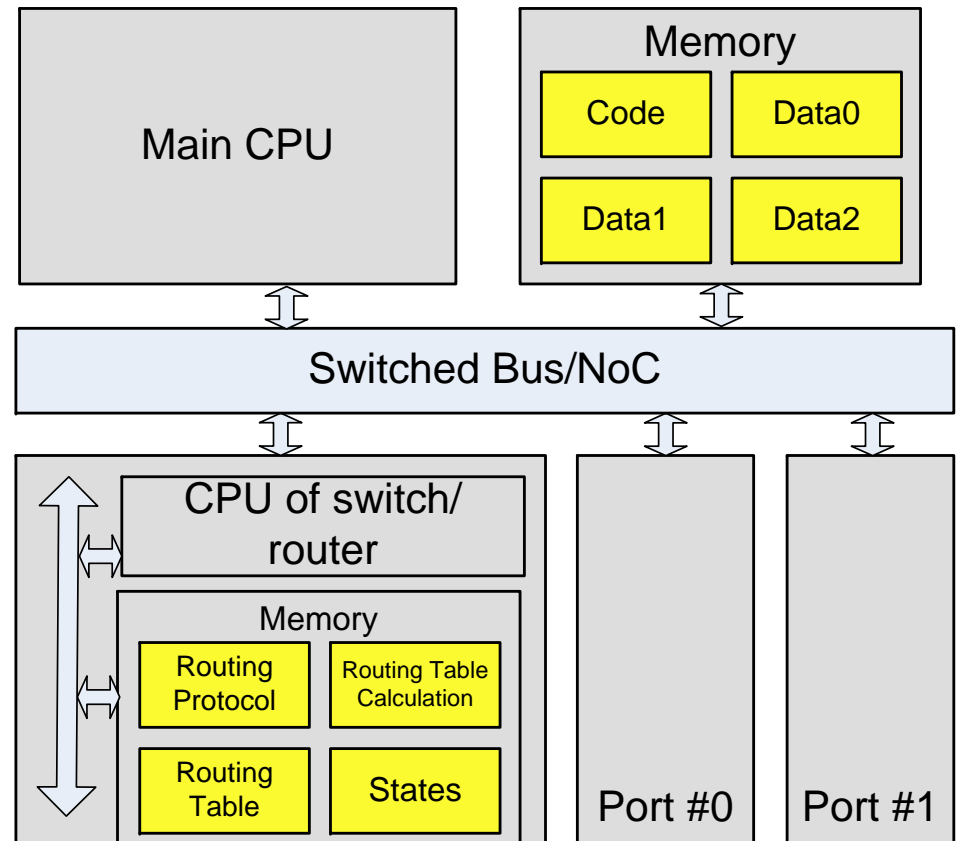 Main CPU
Memory
Code
Data0
Data1
Data2
Switched Bus/NoC
CPU of switch/
router
Memory
Routing
Protocol
Routing Table
Calculation
Routing
Table
States
Port #0
Port #1